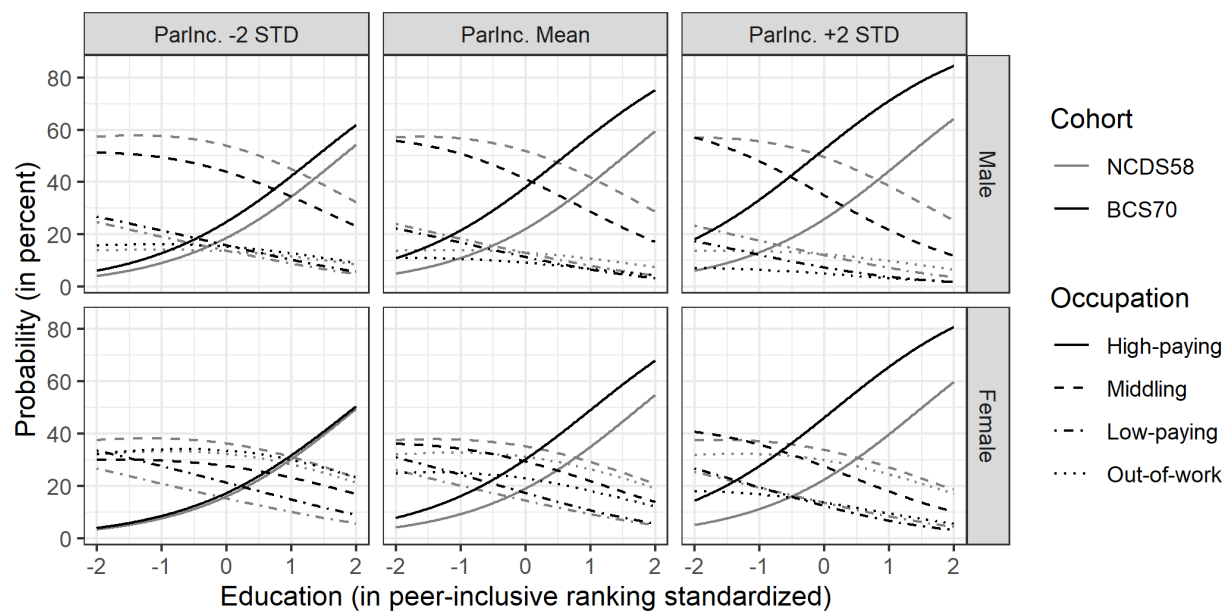 ParInc. -2 STD
ParInc. Mean
ParInc. +2 STD
Probability (in percent)
80
60
40
20
0
Male
80
60
40
20
0
Female
-2 -1 0 1 2
-2 -1 0 1 2
-2 -1 0 1 2
Education (in peer-inclusive ranking standardized)
Cohort
NCDS58
BCS70
Occupation
High-paying
Middling
Low-paying
Out-of-work